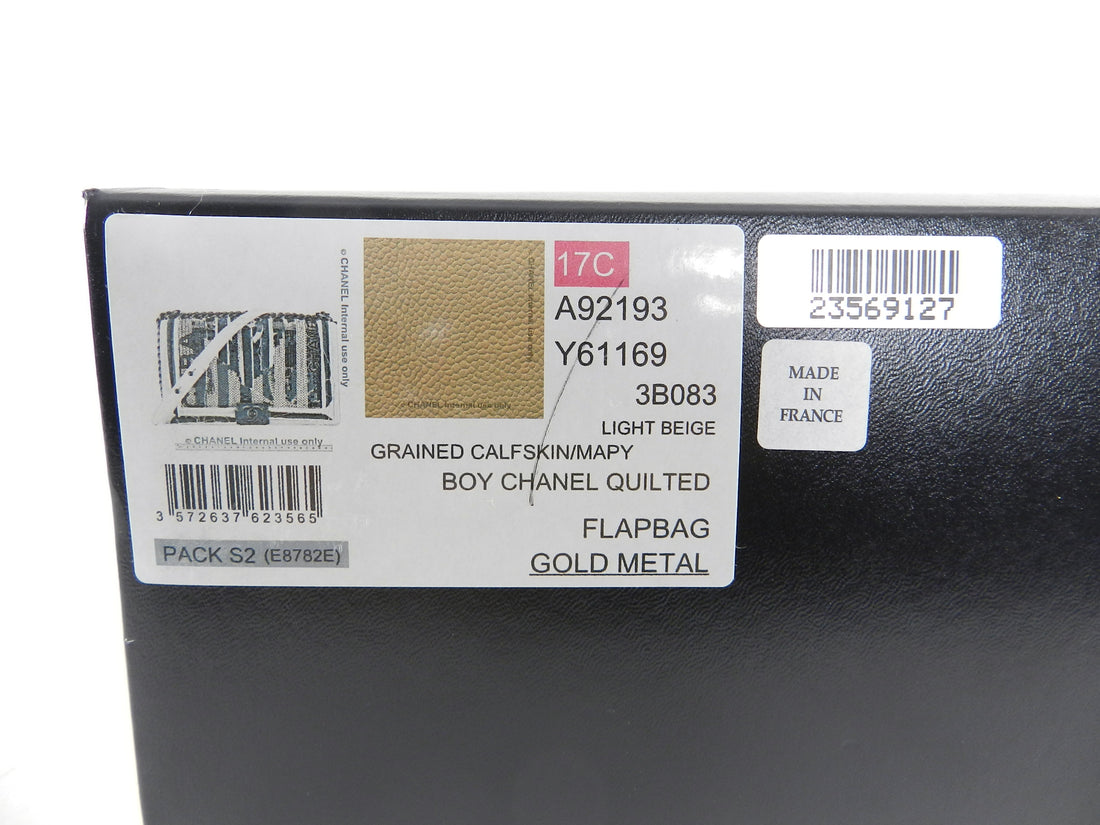 © CHANEL Internal use only
© CHANEL Internal use only
3 572637 623565
PACK S2 (E8782E)
CHANEL Internal use only
17C
A92193
Y61169
3B083
LIGHT BEIGE
GRAINED CALFSKIN/MAPY
BOY CHANEL QUILTED
FLAPBAG
GOLD METAL
23569127
MADE
IN
FRANCE